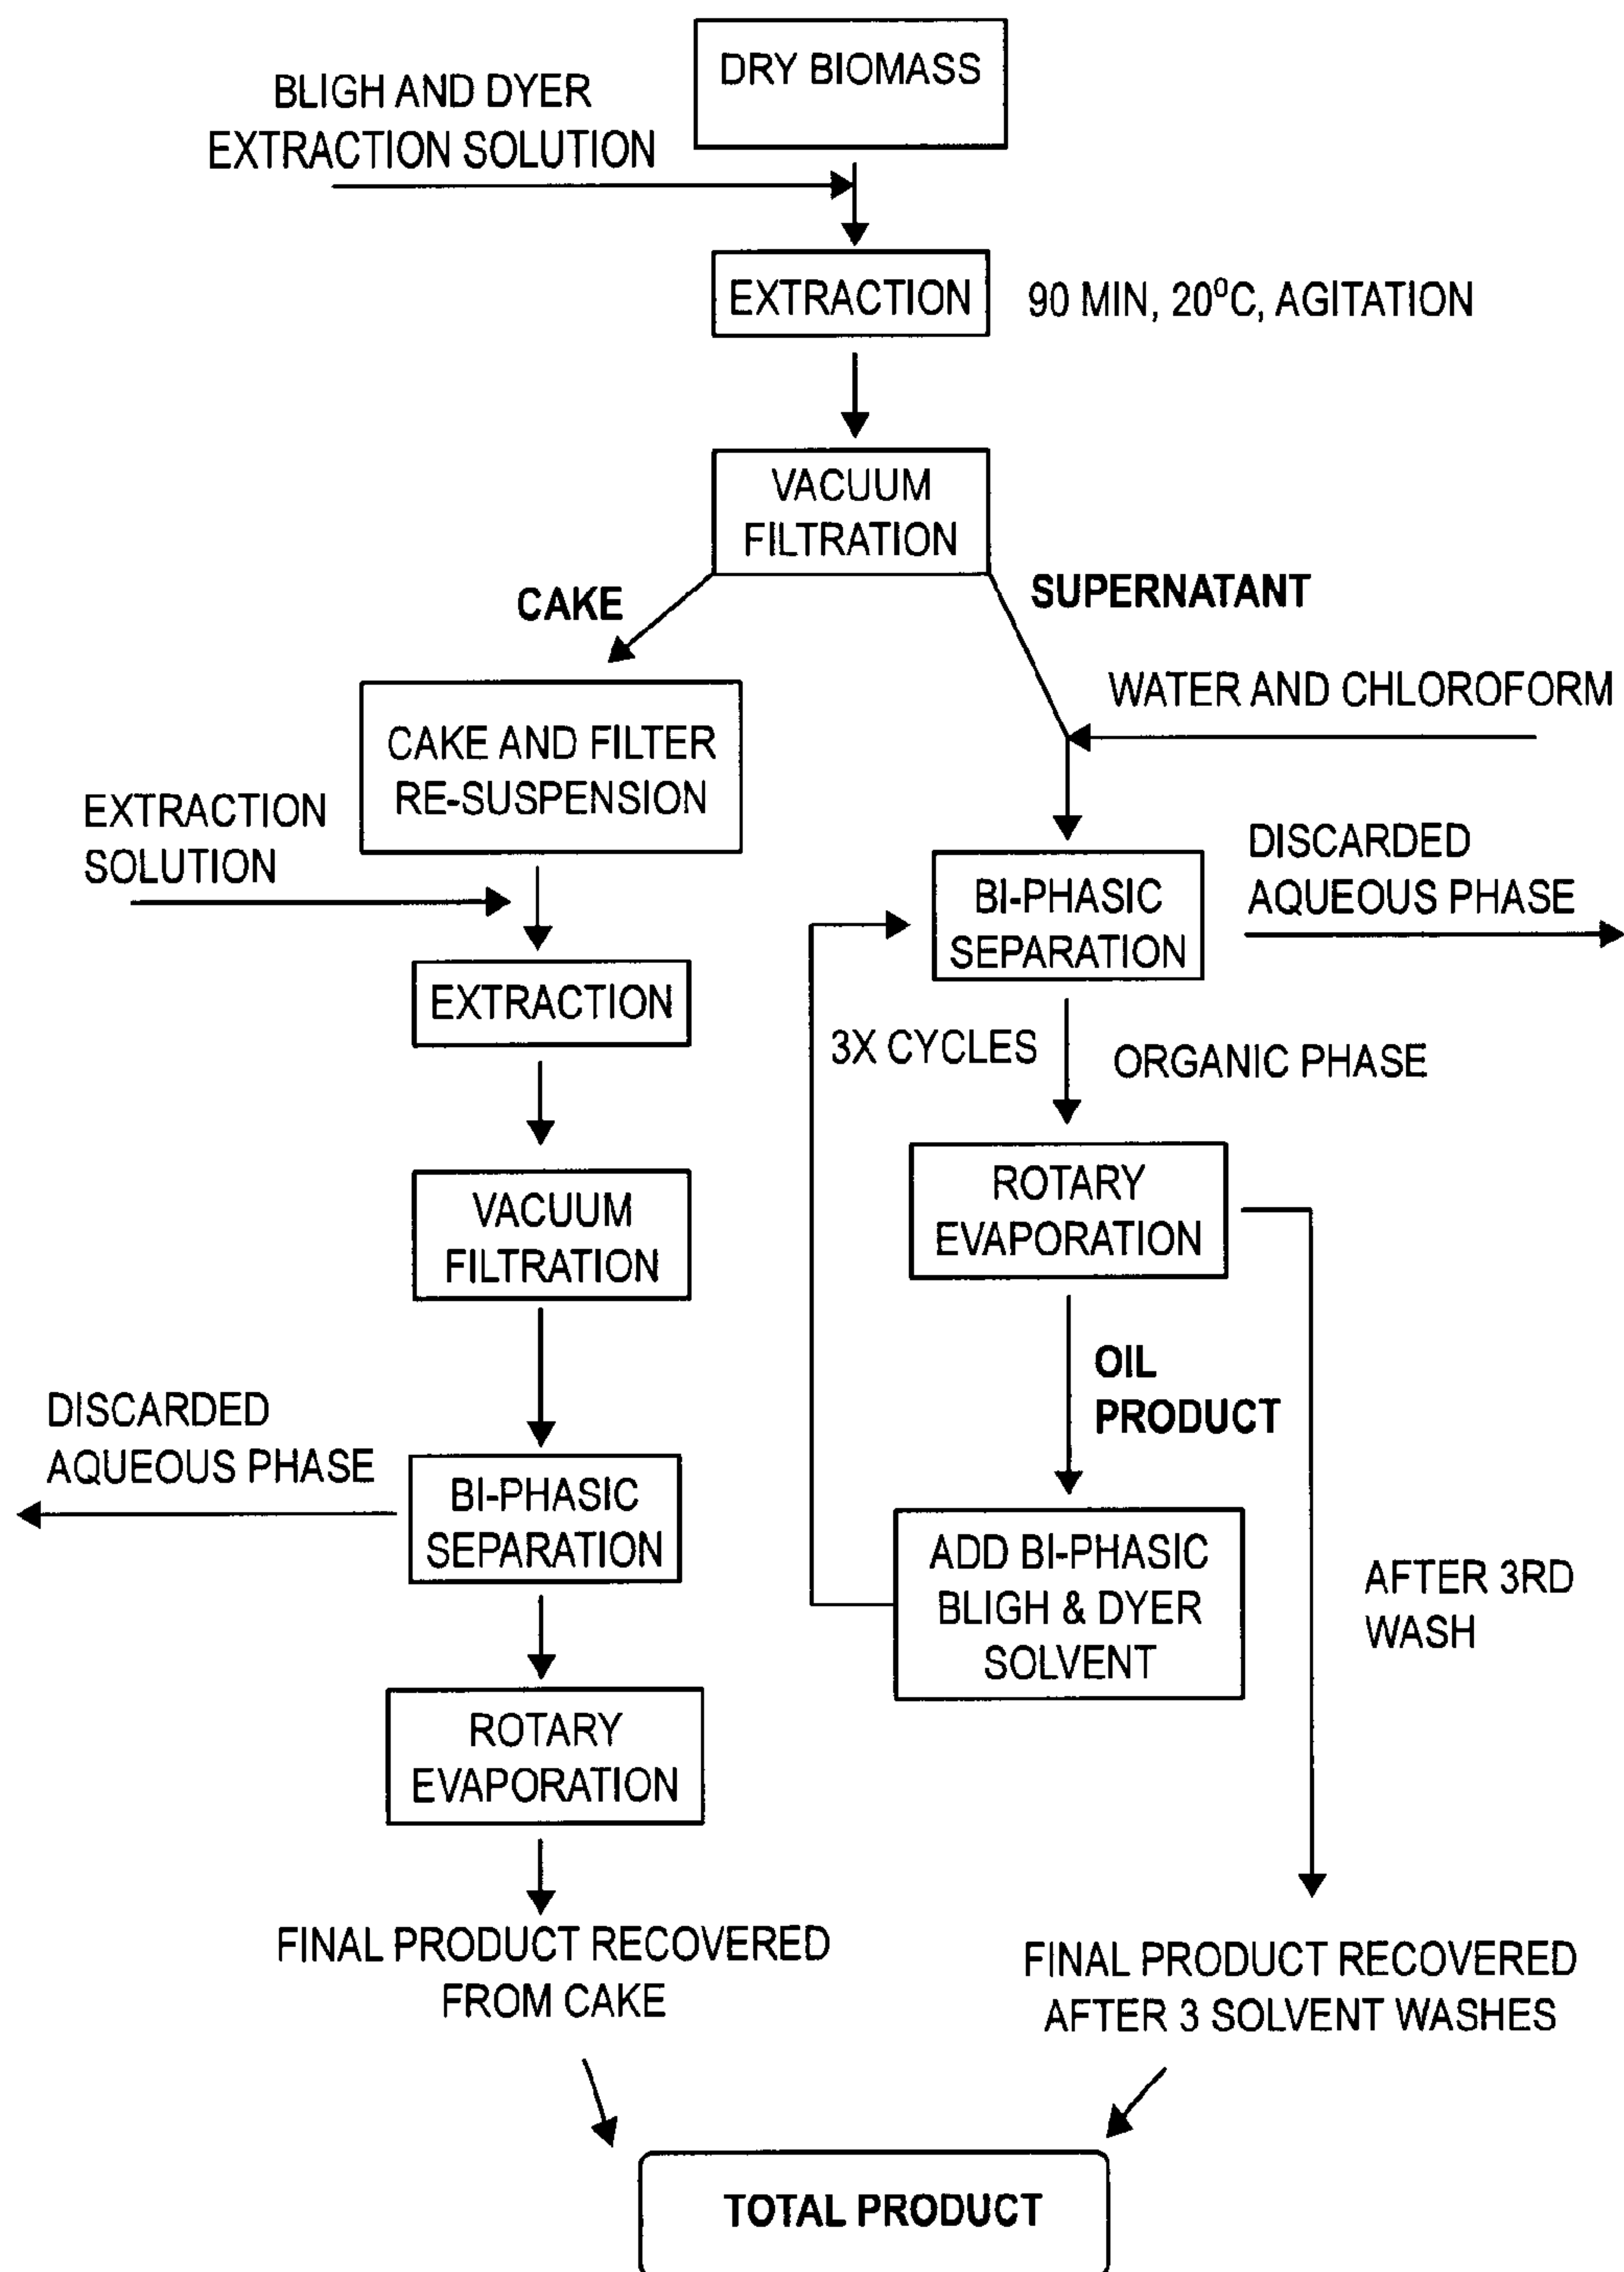 DRY BIOMASS
BLIGH AND DYER
EXTRACTION SOLUTION
EXTRACTION
90 MIN, 20°C, AGITATION
VACUUM
FILTRATION
CAKE
SUPERNATANT
WATER AND CHLOROFORM
CAKE AND FILTER
RE-SUSPENSION
EXTRACTION
SOLUTION
EXTRACTION
VACUUM
FILTRATION
DISCARDED
AQUEOUS PHASE
BI-PHASIC
SEPARATION
ROTARY
EVAPORATION
FINAL PRODUCT RECOVERED
FROM CAKE
BI-PHASIC
SEPARATION
DISCARDED
AQUEOUS PHASE
3X CYCLES
ORGANIC PHASE
ROTARY
EVAPORATION
OIL
PRODUCT
ADD BI-PHASIC
BLIGH & DYER
SOLVENT
AFTER 3RD
WASH
FINAL PRODUCT RECOVERED
AFTER 3 SOLVENT WASHES
TOTAL PRODUCT